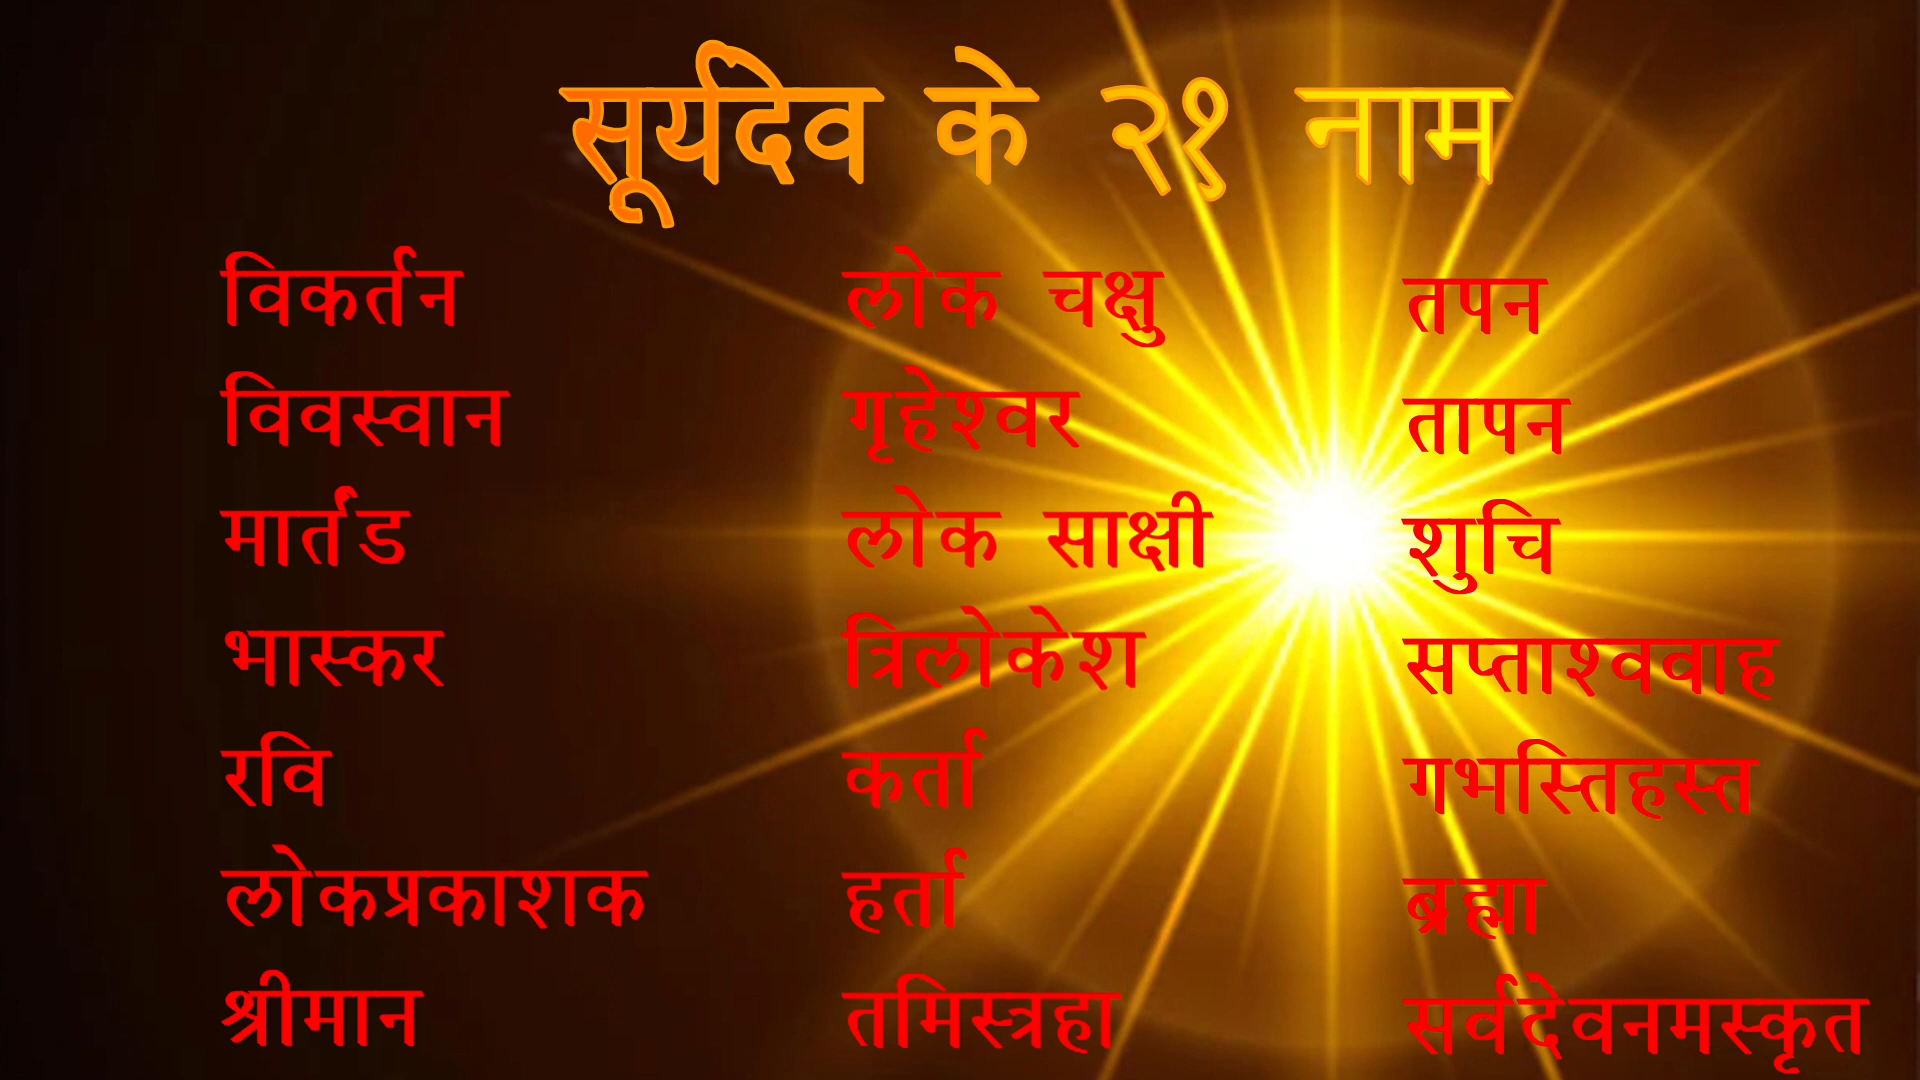 सूर्यदेव के २१ नाम
विकर्तन
विवस्वान
मार्तंड
भास्कर
रवि
लोकप्रकाशक
श्रीमान
लोक चक्षु
गृहेश्वर
लोक साक्षी
त्रिलोकेश
कर्ता
हर्ता
तमिस्त्रहा
तपन
तापन
शुचि
सप्ताश्ववाह
गभस्तिहस्त
ब्रह्मा
सर्वदेवनमस्कृत